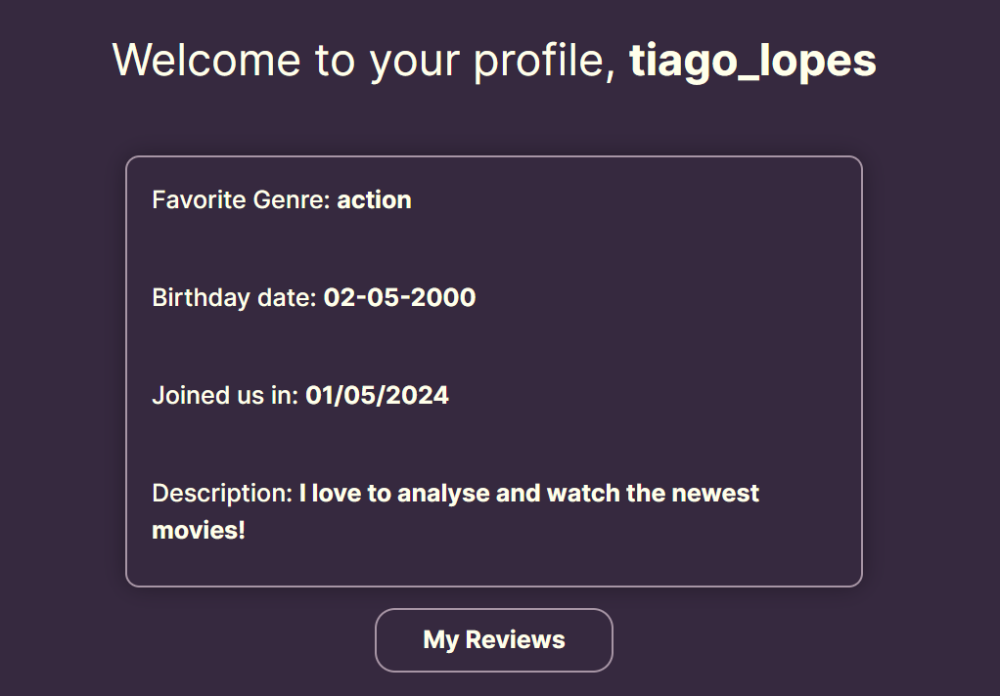 Welcome to your profile, tiago_lopes
Favorite Genre: action
Birthday date: 02-05-2000
Joined us in: 01/05/2024
Description: I love to analyse and watch the newest
movies!
My Reviews